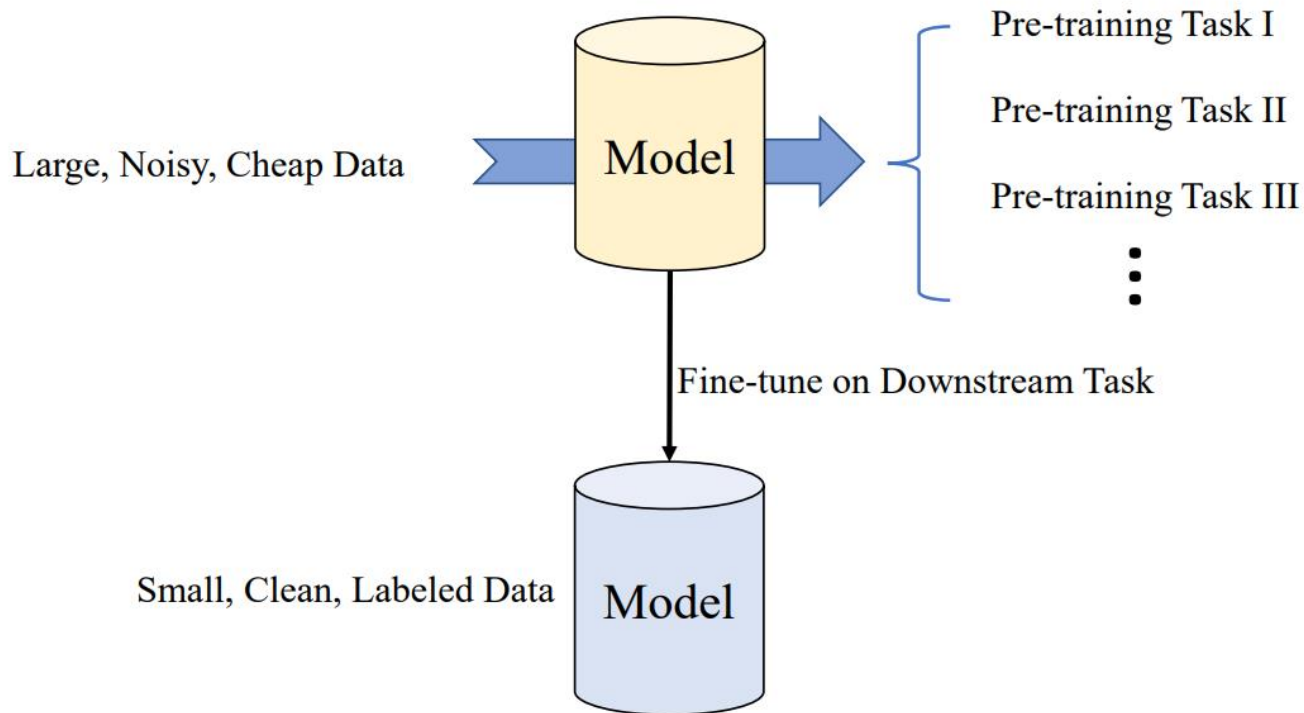 Pre-training Task I
Pre-training Task II
Large, Noisy, Cheap Data
Model
Pre-training Task III
Fine-tune on Downstream Task
Small, Clean, Labeled Data
Model